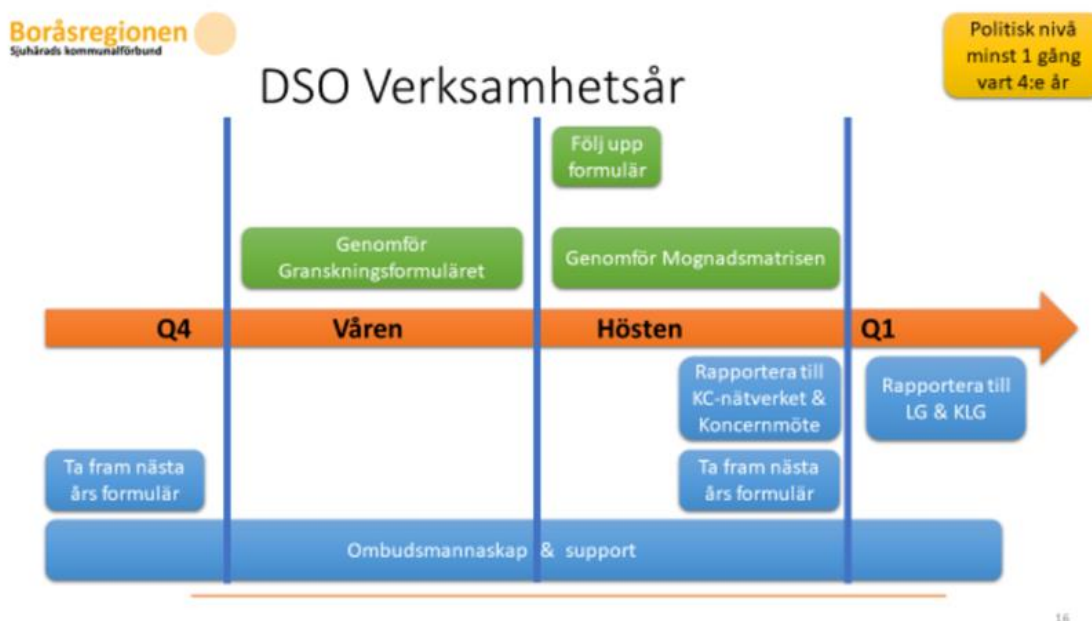 Boråsregionen
Sjuhärads kommunalförbund
Politisk nivå
minst 1 gång
vart 4:e år
DSO Verksamhetsår
Följ upp
formulär
Genomför
Granskningsformuläret
Genomför Mognadsmatrisen
Q4
Våren
Hösten
Q1
Rapportera till
KC-nätverket &
Koncernmöte
Rapportera till
LG & KLG
Ta fram nästa
års formulär
Ta fram nästa
års formulär
Ombudsmannaskap & support
16